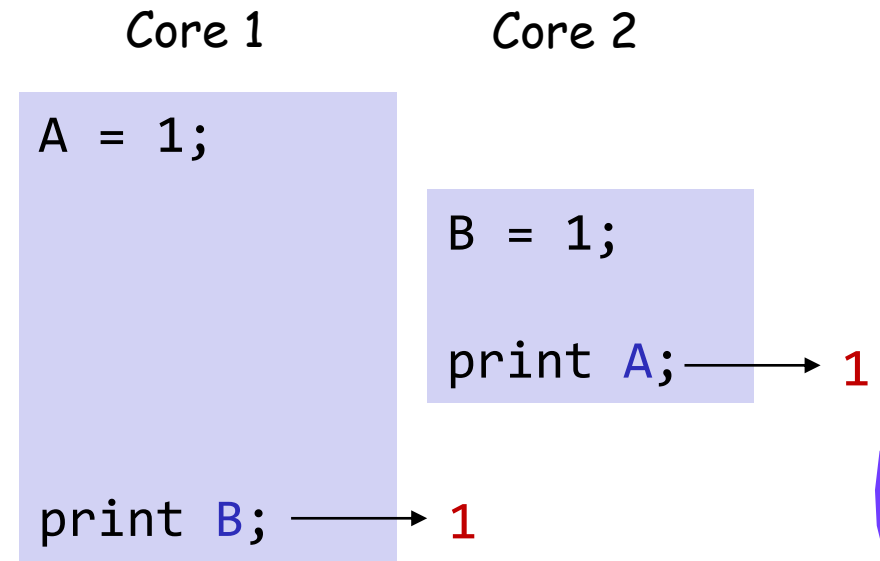 Core 1
Core 2
A = 1;
B = 1;
print A; 1
print B; 1